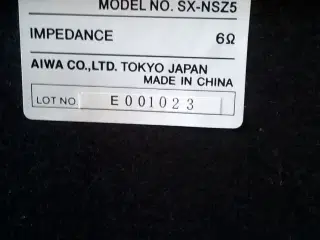 MODEL NO. SX-NSZ5
IMPEDANCE 6Ω
AIWA CO.,LTD. TOKYO JAPAN
MADE IN CHINA
LOT NO. E001023